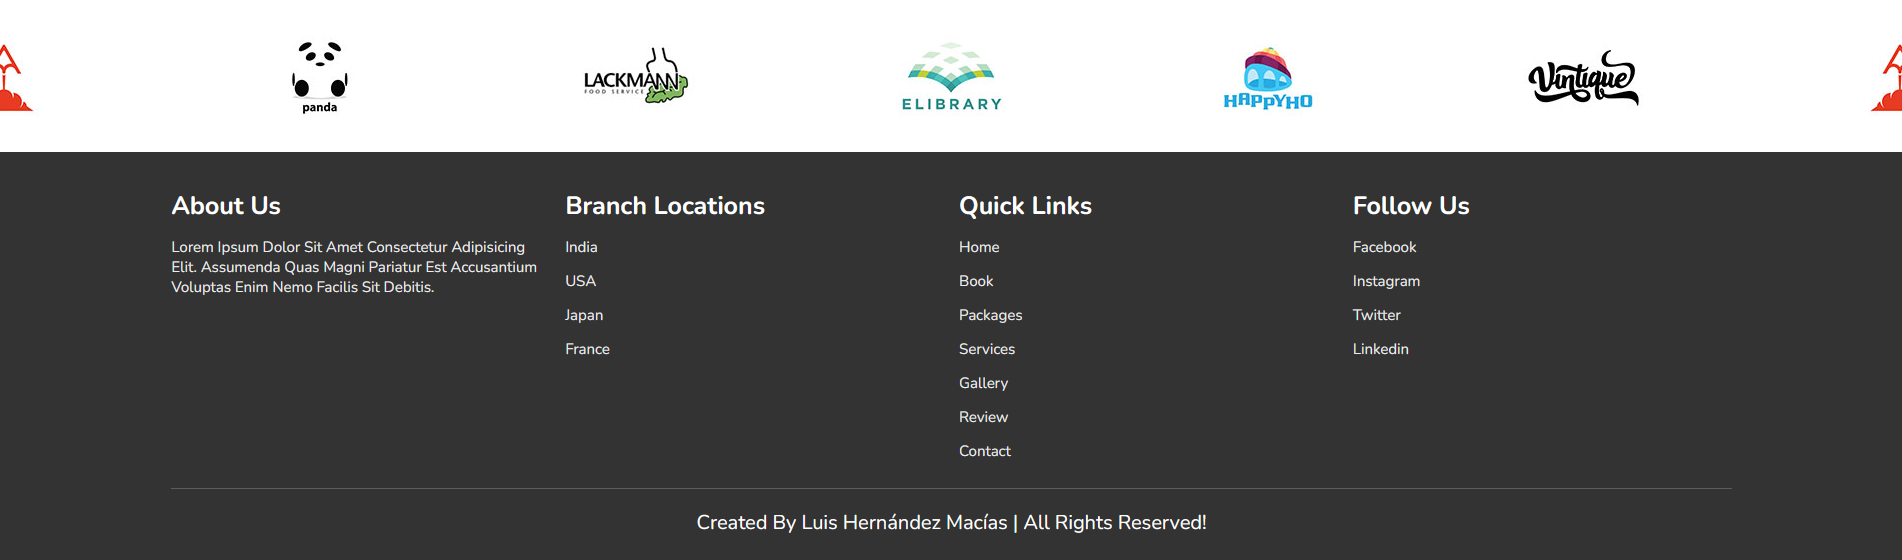 panda
LACKMANN
FOOD SERVICE
ELIBRARY
HAPPYHO
Vintique
About Us
Lorem Ipsum Dolor Sit Amet Consectetur Adipisicing
Elit. Assumenda Quas Magni Pariatur Est Accusantium
Voluptas Enim Nemo Facilis Sit Debitis.
Branch Locations
India
USA
Japan
France
Quick Links
Home
Book
Packages
Services
Gallery
Review
Contact
Follow Us
Facebook
Instagram
Twitter
Linkedin
Created By Luis Hernández Macías | All Rights Reserved!